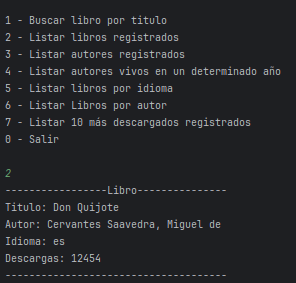 1 - Buscar libro por titulo
2 - Listar libros registrados
3 - Listar autores registrados
4 - Listar autores vivos en un determinado año
5 - Listar libros por idioma
6 - Listar Libros por autor
7 - Listar 10 más descargados registrados
0 - Salir
2
-----------------Libro---------------
Titulo: Don Quijote
Autor: Cervantes Saavedra, Miguel de
Idioma: es
Descargas: 12454
-------------------------------------